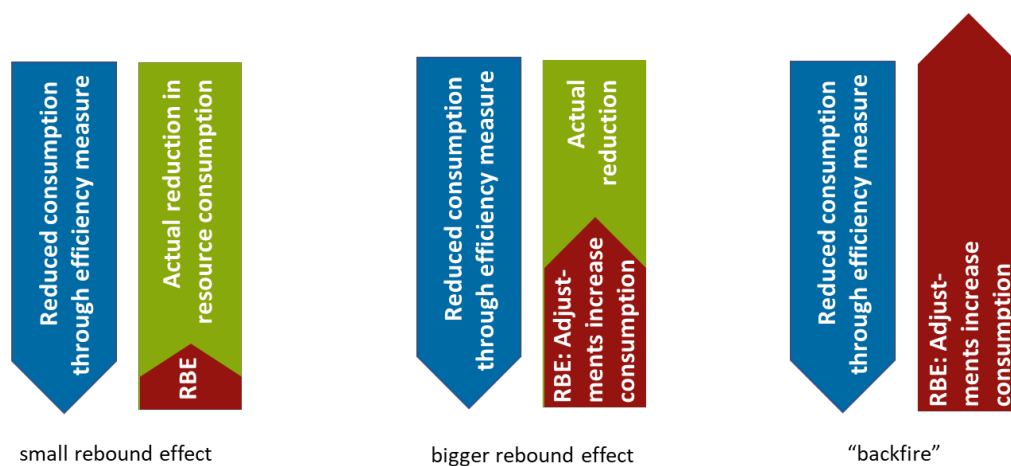 Reduced consumption
through efficiency measure
Actual reduction in
resource consumption
RBE
small rebound effect
Reduced consumption
through efficiency measure
Actual
reduction
RBE: Adjust-
ments increase
consumption
bigger rebound effect
Reduced consumption
through efficiency measure
RBE: Adjust-
ments increase
consumption
“backfire”